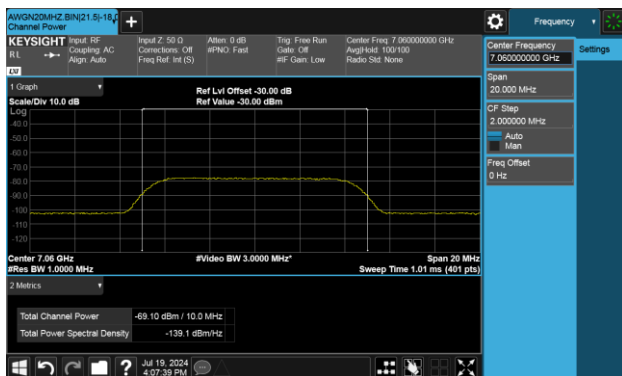 AWGN20MHZ.BIN|21.5|-18.0
Channel Power
Frequency
KEYSIGHT
RL
LXI
Input: RF
Coupling: AC
Align: Auto
Input Z: 50 Ω
Corrections: Off
Freq Ref: Int (S)
Atten: 0 dB
#PNO: Fast
Trig: Free Run
Gate: Off
#IF Gain: Low
Center Freq: 7.060000000 GHz
Avg|Hold: 100/100
Radio Std: None
Center Frequency
7.060000000 GHz
Settings
Span
20.000 MHz
CF Step
2.000000 MHz
Auto
Man
Freq Offset
0 Hz
1 Graph
Scale/Div 10.0 dB
Log
Ref Lvl Offset -30.00 dB
Ref Value -30.00 dBm
-40.0
-50.0
-60.0
-70.0
-80.0
-90.0
-100
-110
-120
Center 7.06 GHz
#Res BW 1.0000 MHz
#Video BW 3.0000 MHz*
Span 20 MHz
Sweep Time 1.01 ms (401 pts)
2 Metrics
Total Channel Power -69.10 dBm / 10.0 MHz
Total Power Spectral Density -139.1 dBm/Hz
Jul 19, 2024
4:07:39 PM